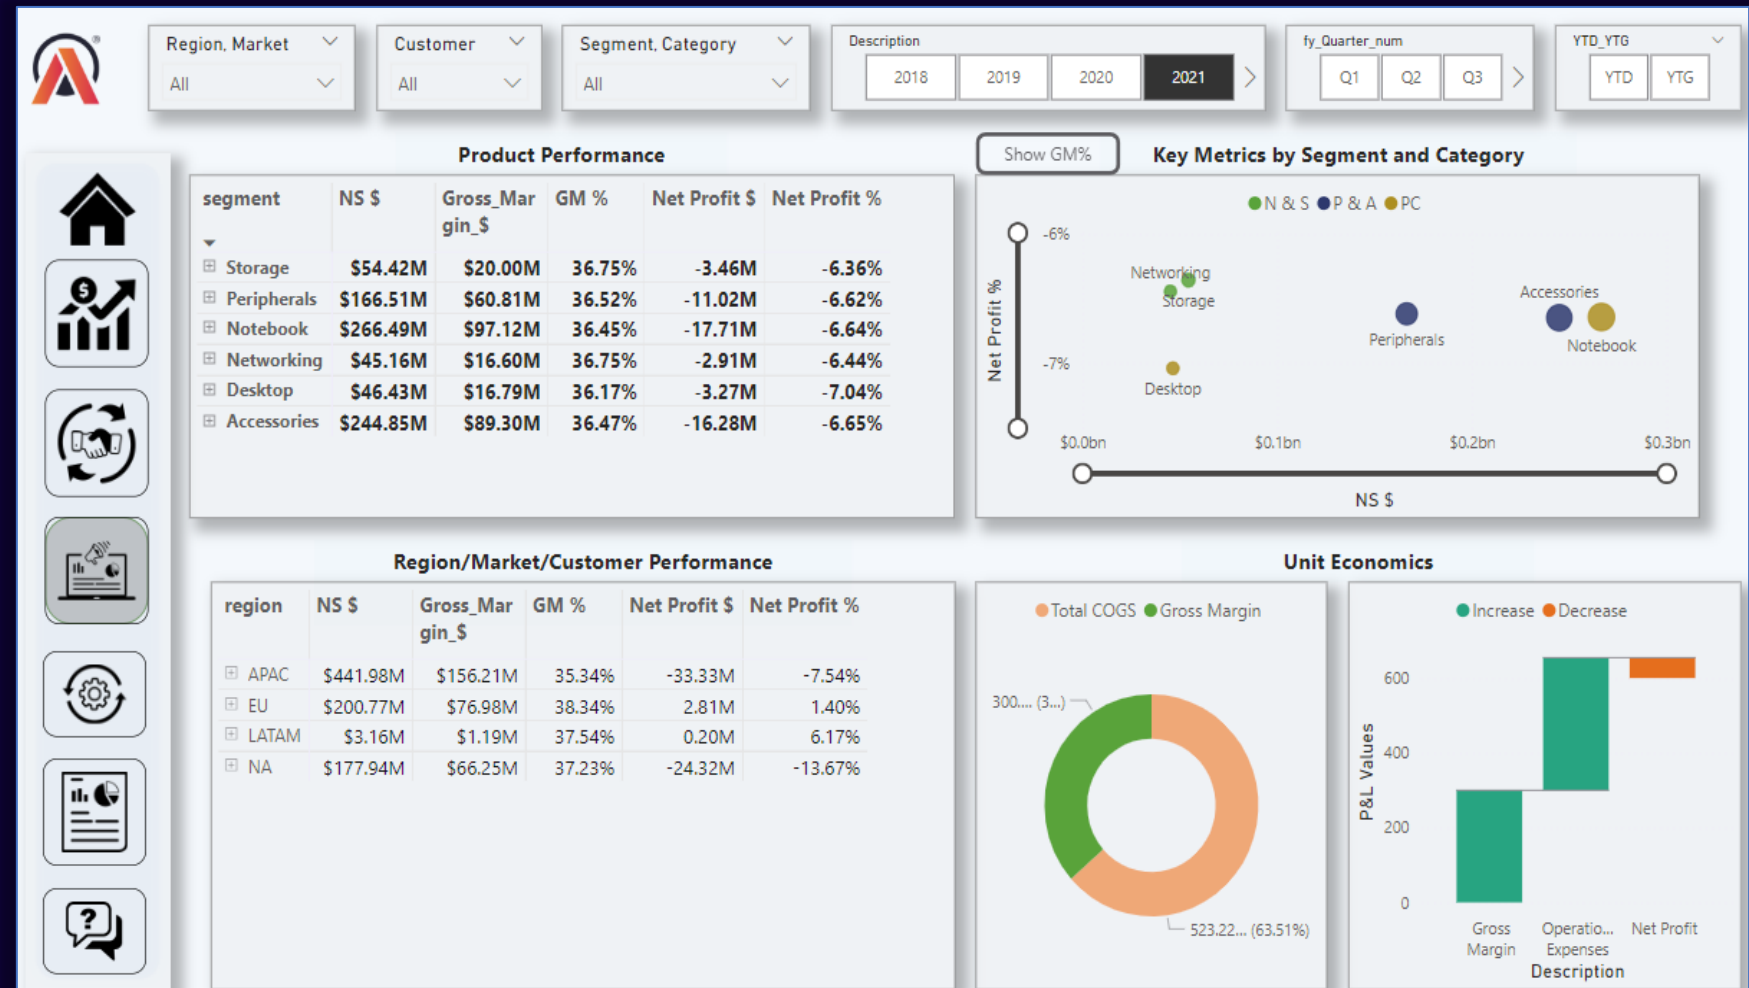 Region, Market
All
Customer
All
Segment, Category
All
Description
2018 2019 2020 2021
fy_Quarter_num
Q1 Q2 Q3
YTD_YTG
YTD YTG
Product Performance
segment NS $ Gross_Mar GM % Net Profit $ Net Profit %
gin_$
Storage $54.42M $20.00M 36.75% -3.46M -6.36%
Peripherals $166.51M $60.81M 36.52% -11.02M -6.62%
Notebook $266.49M $97.12M 36.45% -17.71M -6.64%
Networking $45.16M $16.60M 36.75% -2.91M -6.44%
Desktop $46.43M $16.79M 36.17% -3.27M -7.04%
Accessories $244.85M $89.30M 36.47% -16.28M -6.65%
Show GM%
Key Metrics by Segment and Category
N & S P & A PC
-6%
Networking
Storage
Accessories
Peripherals
Notebook
-7%
Desktop
Net Profit %
$0.0bn $0.1bn $0.2bn $0.3bn
NS $
Region/Market/Customer Performance
region NS $ Gross_Mar GM % Net Profit $ Net Profit %
gin_$
APAC $441.98M $156.21M 35.34% -33.33M -7.54%
EU $200.77M $76.98M 38.34% 2.81M 1.40%
LATAM $3.16M $1.19M 37.54% 0.20M 6.17%
NA $177.94M $66.25M 37.23% -24.32M -13.67%
Unit Economics
Total COGS Gross Margin
300.... (3...)
523.22... (63.51%)
Increase Decrease
600
400
200
0
P&L Values
Gross Operatio... Net Profit
Margin Expenses
Description
?